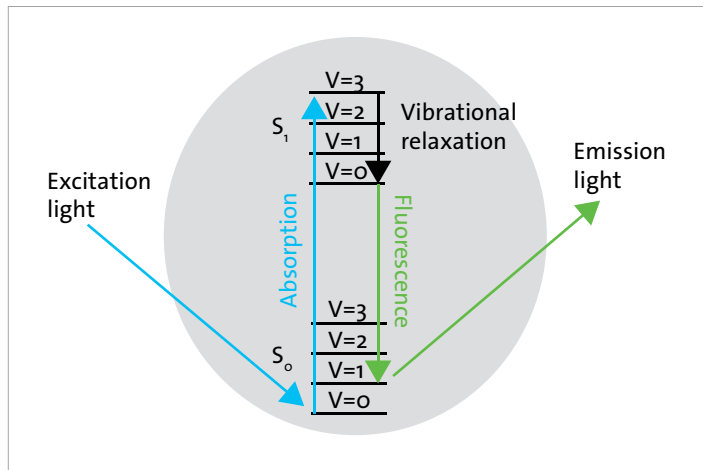 V=3
V=2
S₁
V=1
V=0
Vibrational
relaxation
Emission
light
Excitation
light
Absorption
Fluorescence
V=3
V=2
S₀
V=1
V=0